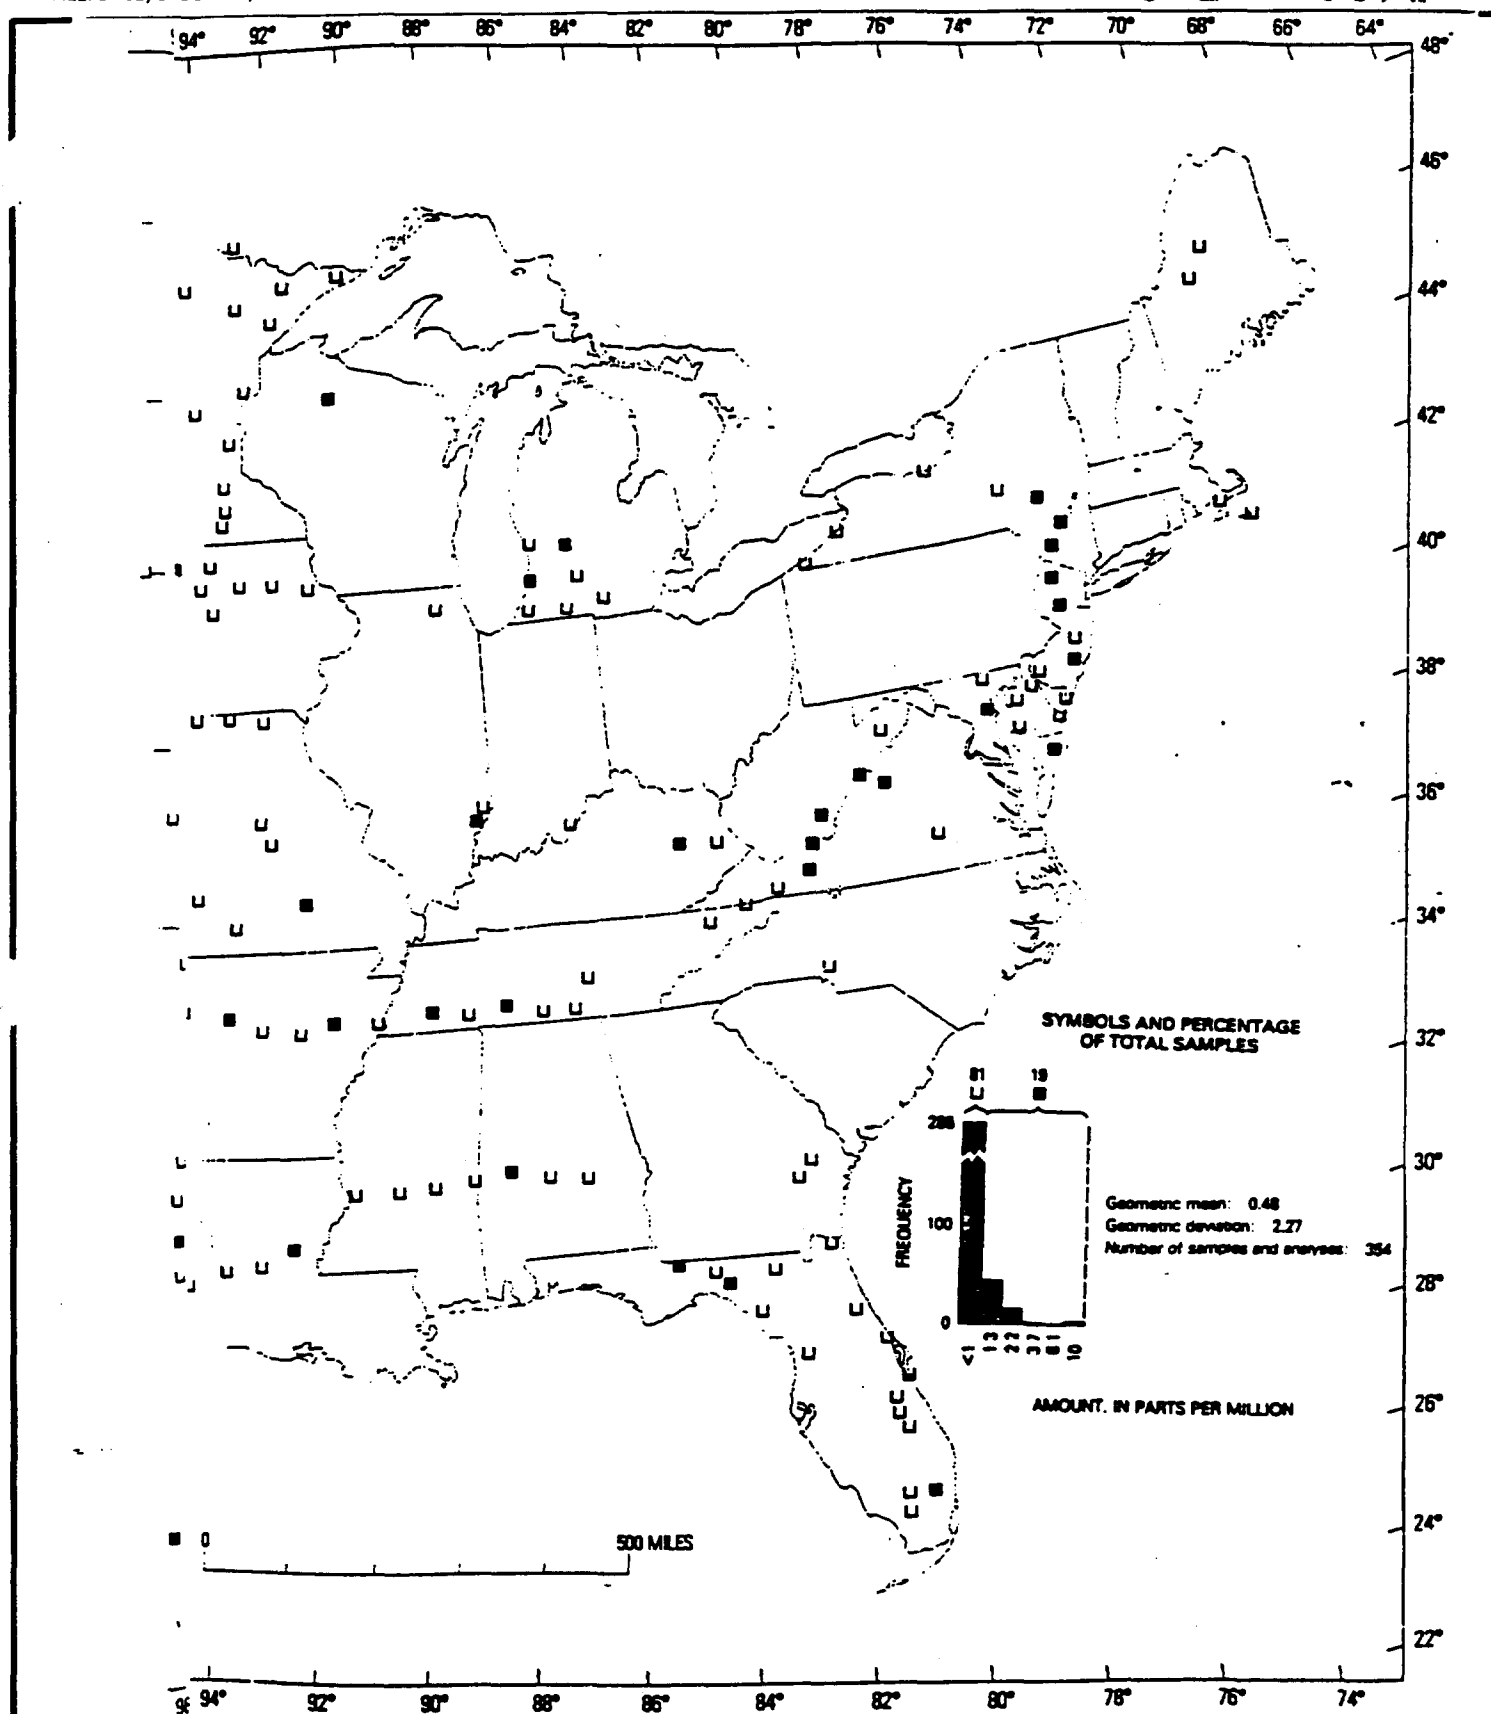 94° 92° 90° 88° 86° 84° 82° 80° 78° 76° 74° 72° 70° 68° 66° 64°
48°
46°
44°
42°
40°
38°
36°
34°
32°
30°
28°
26°
24°
22°
SYMBOLS AND PERCENTAGE
OF TOTAL SAMPLES
81 19
FREQUENCY
100
0
<1
10
Geometric mean: 0.48
Geometric deviation: 2.27
Number of samples and analyses: 354
AMOUNT. IN PARTS PER MILLION
0 500 MILES
94° 92° 90° 88° 86° 84° 82° 80° 78° 76° 74°